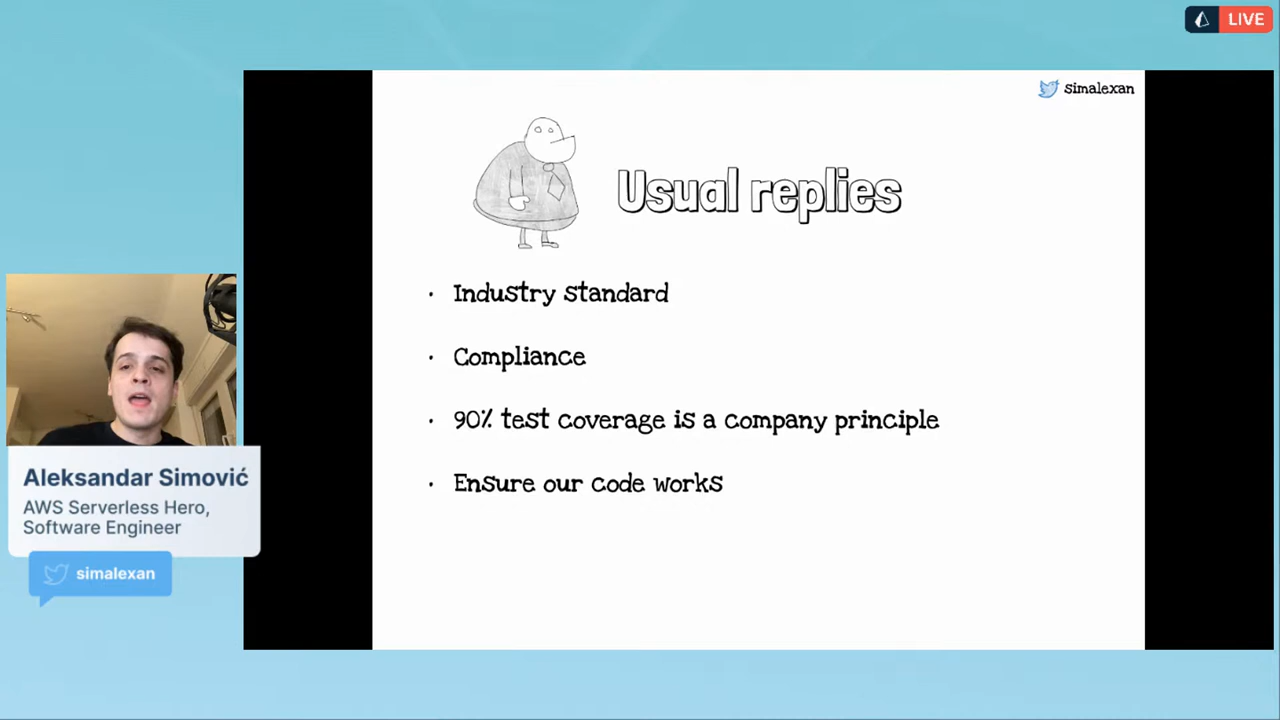 LIVE
simalexan
Usual replies
· Industry standard
· Compliance
· 90% test coverage is a company principle
· Ensure our code works
Aleksandar Simović
AWS Serverless Hero,
Software Engineer
simalexan